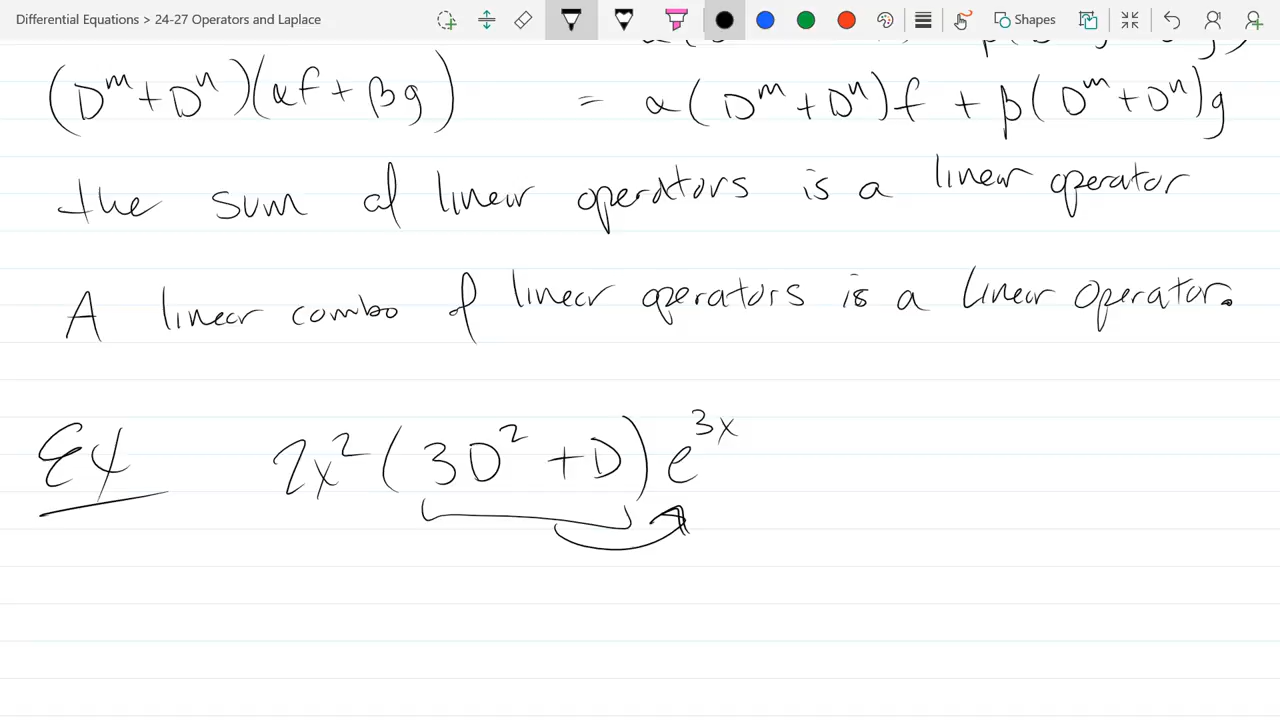 Differential Equations > 24-27 Operators and Laplace
Shapes
(D^m + D^n)(αf + βg) = α(D^m + D^n)f + β(D^m + D^n)g
the sum of linear operators is a linear operator
A linear combo of linear operators is a linear operator.
Ex 2x^2 (3D^2 + D) e^{3x}